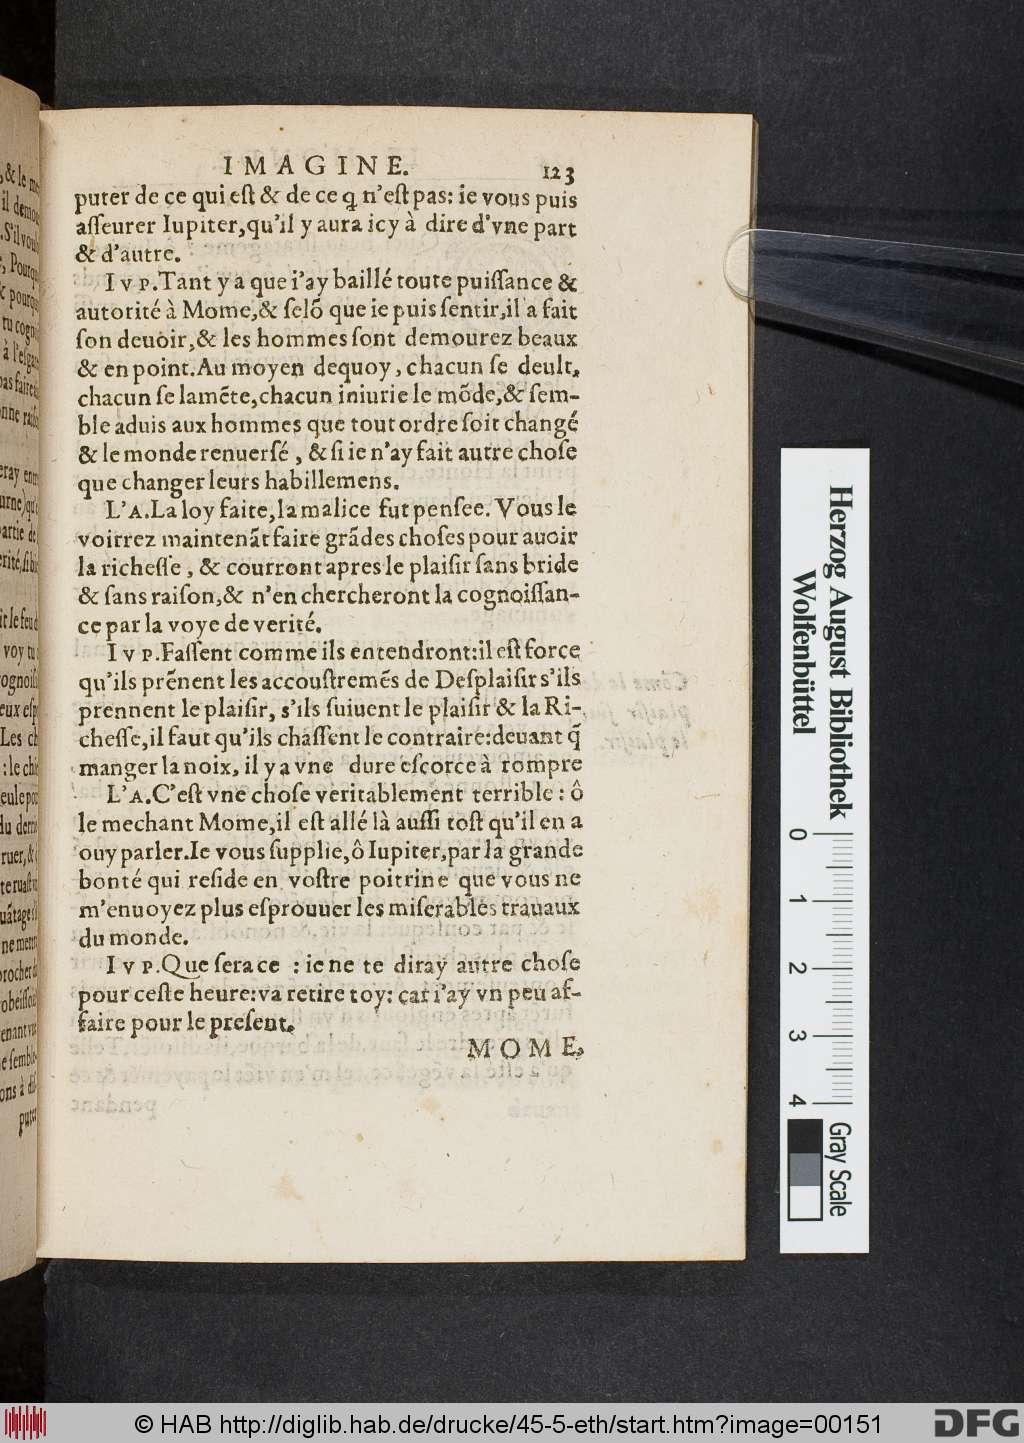 IMAGINE. 123
puter de ce qui est & de ce q̃ n'est pas: ie vous puis
asseurer Iupiter,qu'il y aura icy à dire d'vne part
& d'autre.
IVP.Tant y a que i'ay baillé toute puissance &
autorité à Mome,& selõ que ie puis sentir,il a fait
son deuoir,& les hommes sont demourez beaux
& en point.Au moyen dequoy, chacun se deult,
chacun se lamẽte,chacun iniurie le mõde,& sem-
ble aduis aux hommes que tout ordre soit changé
& le monde renuersé , & si ie n'ay fait autre chose
que changer leurs habillemens.
L'A.La loy faite,la malice fut pensee. Vous le
voirrez maintenãt faire grãdes choses pour auoir
la richesse , & courront apres le plaisir sans bride
& sans raison,& n'en chercheront la cognoissan-
ce par la voye de verité.
IVP.Fassent comme ils entendront:il est force
qu'ils prẽnent les accoustremẽs de Desplaisir s'ils
prennent le plaisir, s'ils suiuent le plaisir & la Ri-
chesse,il faut qu'ils chassent le contraire:deuant q̃
manger la noix, il y a vne dure escorce à rompre
L'A.C'est vne chose veritablement terrible : ô
le mechant Mome,il est allé là aussi tost qu'il en a
ouy parler.Ie vous supplie,ô Iupiter,par la grande
bonté qui reside en vostre poitrine que vous ne
m'enuoyez plus esprouuer les miserables trauaux
du monde.
IVP.Que sera ce : ie ne te diray autre chose
pour ceste heure:va retire toy: car i'ay vn peu af-
faire pour le present.
MOME,
Herzog August Bibliothek
Wolfenbüttel
0 1 2 3 4
Gray Scale
© HAB http://diglib.hab.de/drucke/45-5-eth/start.htm?image=00151
DFG